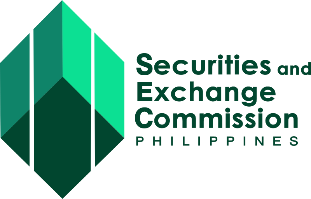 Securities and
Exchange
Commission
PHILIPPINES